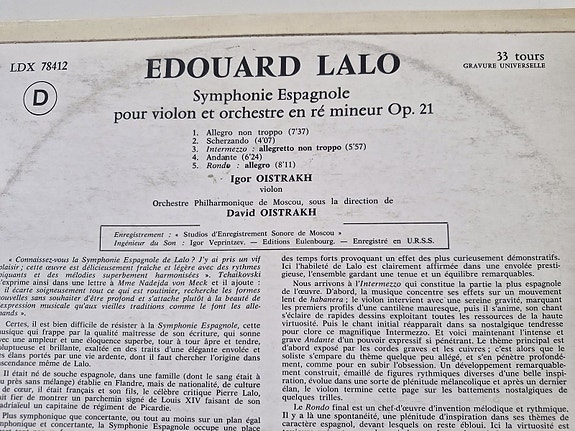 LDX 78412
D
EDOUARD LALO
33 tours
GRAVURE UNIVERSELLE
Symphonie Espagnole
pour violon et orchestre en ré mineur Op. 21
1. Allegro non troppo (7'37)
2. Scherzando (4'07)
3. Intermezzo : allegretto non troppo (5'57)
4. Andante (6'24)
5. Rondo : allegro (8'11)
Igor OISTRAKH
violon
Orchestre Philharmonique de Moscou, sous la direction de
David OISTRAKH
Enregistrement : « Studios d'Enregistrement Sonore de Moscou »
Ingénieur du Son : Igor Veprintzev. — Editions Eulenbourg. — Enregistré en U.R.S.S.
« Connaissez-vous la Symphonie Espagnole de Lalo ? J'y ai pris un vif
plaisir ; cette œuvre est délicieusement fraîche et légère avec des rythmes
piquants et des mélodies superbement harmonisées ». Tchaïkovski
s'exprime ainsi dans une lettre à Mme Nadejda von Meck et il ajoute :
« il écarte soigneusement tout ce qui est routinier, recherche les formes
nouvelles sans souhaiter d'être profond et s'attache plutôt à la beauté de
l'expression musicale qu'aux vieilles traditions comme le font les alle-
mands ».
Certes, il est bien difficile de résister à la Symphonie Espagnole, cette
musique qui frappe par la qualité maîtresse de son écriture, qui sonne
avec une ampleur et une éloquence superbe, tour à tour âpre et tendre,
voluptueuse et brillante, exaltée en des traits d'une élégante envolée et
des élans portés par une vie ardente, dont il faut chercher l'origine dans
l'ascendance même de Lalo.
Il était né de souche espagnole, dans une famille (dont le sang était à
peu près sans mélange) établie en Flandre, mais de nationalité, de culture
et de cœur, il était français et son fils, le célèbre critique Pierre Lalo,
était fier de montrer un parchemin signé de Louis XIV faisant de son
quadriaïeul un capitaine du régiment de Picardie.
Plus symphonique que concertante, ou tout au moins sur un plan égal
symphonique et concertante, la Symphonie Espagnole occupe une place
des temps forts provoquant un effet des plus curieusement démonstratifs.
Ici l'habileté de Lalo est clairement affirmée dans une envolée presti-
gieuse, l'ensemble gardant une tenue et un équilibre remarquables.
Nous arrivons à l'Intermezzo qui constitue la partie la plus espagnole
de l'œuvre. D'abord, la musique concentre ses effets sur un mouvement
lent de habanera ; le violon intervient avec une sereine gravité, marquant
les premiers profils d'une cantilène mauresque, puis il s'anime, son chant
s'éclaire de rapides dessins exploitant toutes les ressources de la haute
virtuosité. Puis le chant initial réapparaît dans sa nostalgique tendresse
pour clore ce magnifique Intermezzo. Et voici maintenant l'intense et
grave Andante d'un pouvoir expressif si pénétrant. Le thème principal est
d'abord exposé par les cordes graves et les cuivres ; c'est alors que le
soliste s'empare du thème quelque peu allégé, et s'en pénètre profondé-
ment, comme pour en subir l'obsession. Un développement remarquable-
ment construit, émaillé de figures rythmiques diverses d'une belle inspi-
ration, évolue dans une sorte de plénitude mélancolique et après un dernier
élan, le violon termine cette page sur les battements nostalgiques de
quelques trilles.
Le Rondo final est un chef-d'œuvre d'invention mélodique et rythmique.
Il y a là une spontanéité, une plénitude d'inspiration dans ses thèmes de
caractère espagnol, devant lesquels on reste ébloui. Ici la virtuosité est